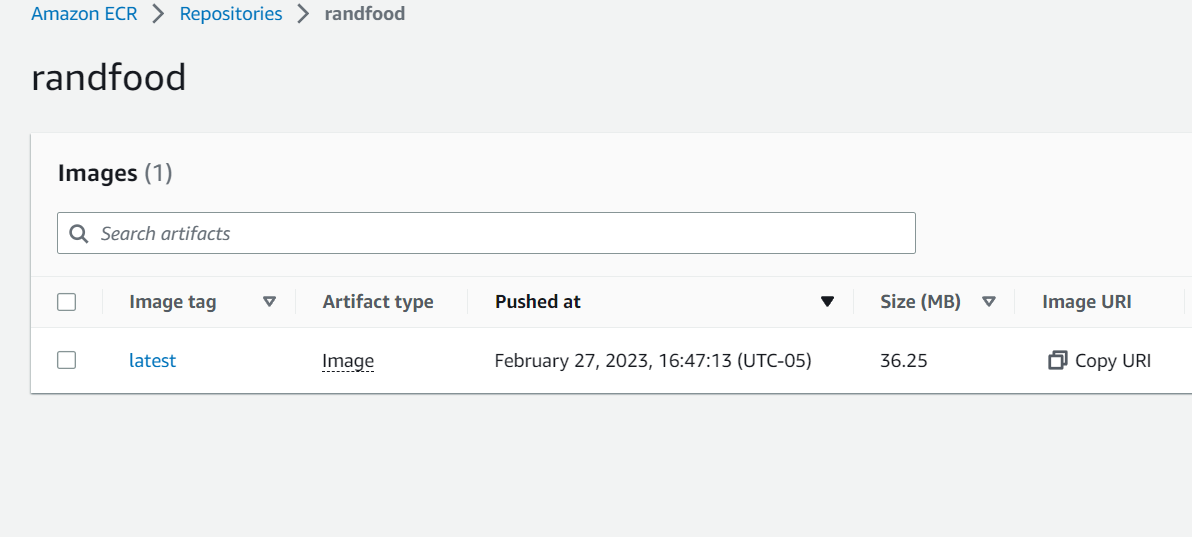 Amazon ECR > Repositories > randfood
randfood
Images (1)
Search artifacts
Image tag Artifact type Pushed at Size (MB) Image URI
latest Image February 27, 2023, 16:47:13 (UTC-05) 36.25 Copy URI